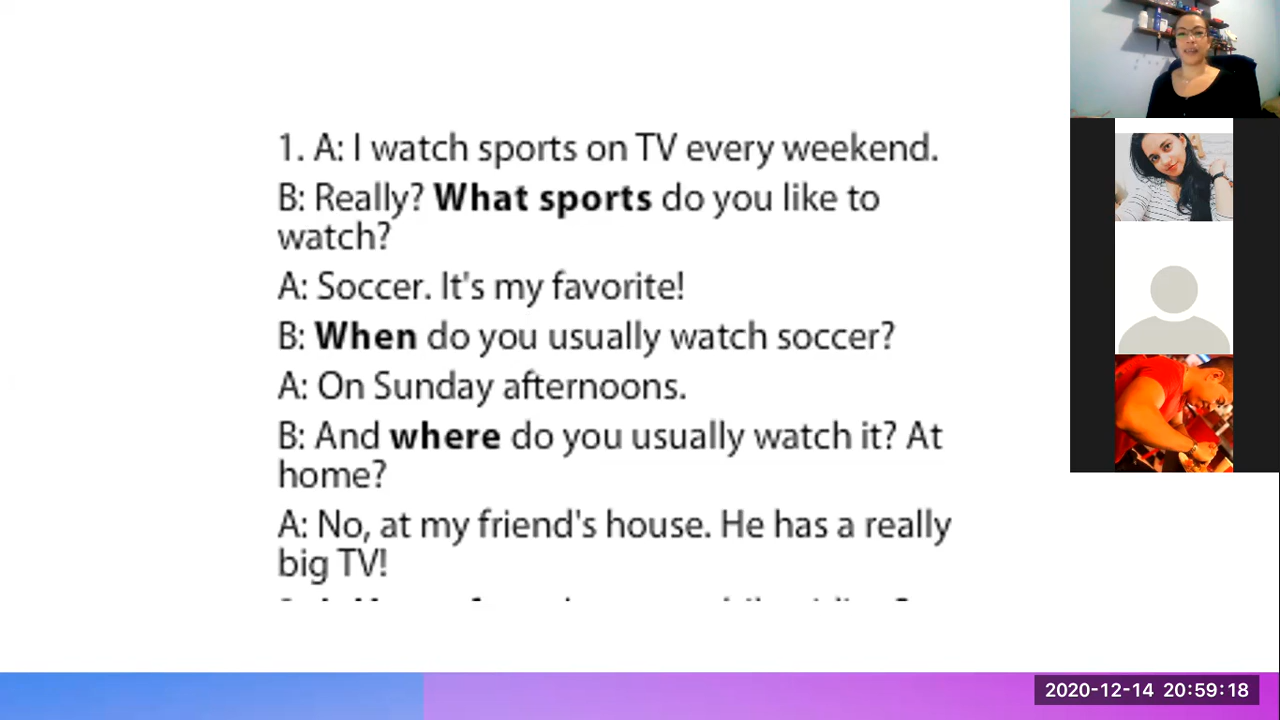 1. A: I watch sports on TV every weekend.
B: Really? What sports do you like to
watch?
A: Soccer. It's my favorite!
B: When do you usually watch soccer?
A: On Sunday afternoons.
B: And where do you usually watch it? At
home?
A: No, at my friend's house. He has a really
big TV!
2020-12-14 20:59:18